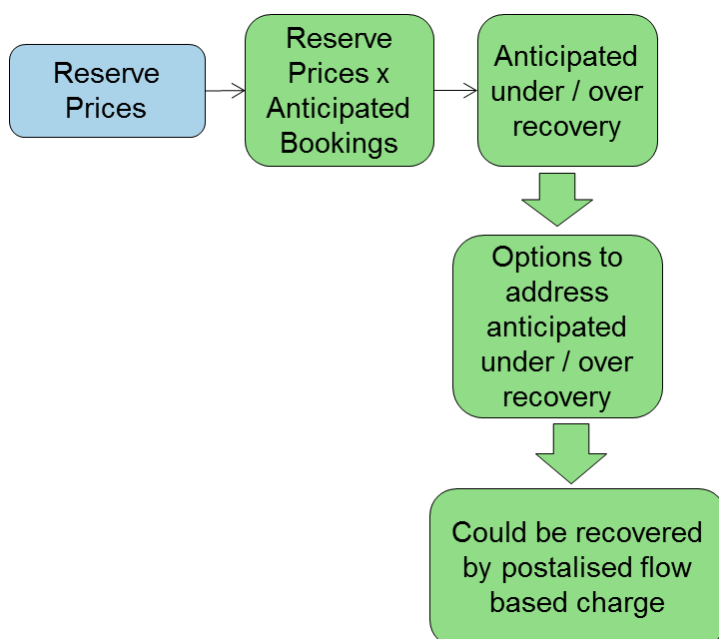 Reserve
Prices
Reserve
Prices x
Anticipated
Bookings
Anticipated
under / over
recovery
Options to
address
anticipated
under / over
recovery
Could be recovered
by postalised flow
based charge